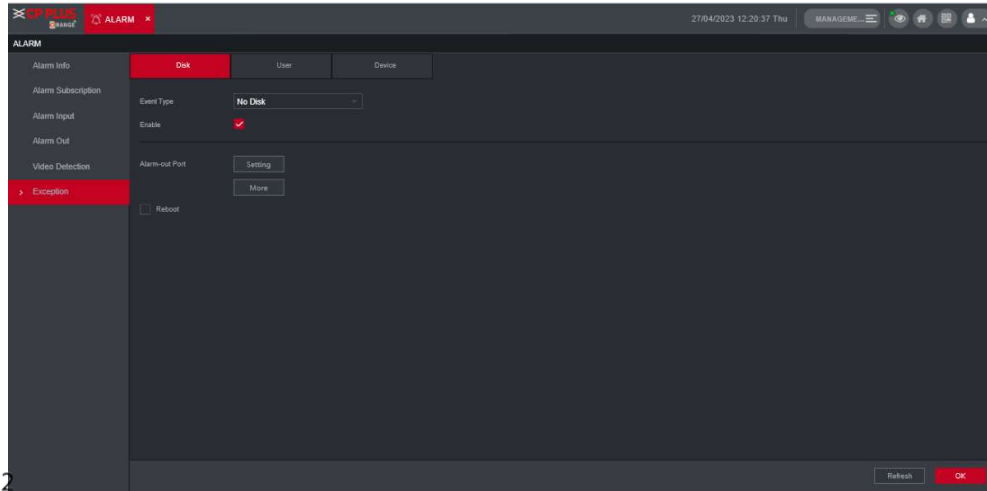 CP PLUS
ORANGE
ALARM ×
27/04/2023 12:20:37 Thu
MANAGEME...
ALARM
Alarm Info
Alarm Subscription
Alarm Input
Alarm Out
Video Detection
> Exception
Disk User Device
Event Type No Disk
Enable
Alarm-out Port Setting
More
Reboot
Refresh OK
2